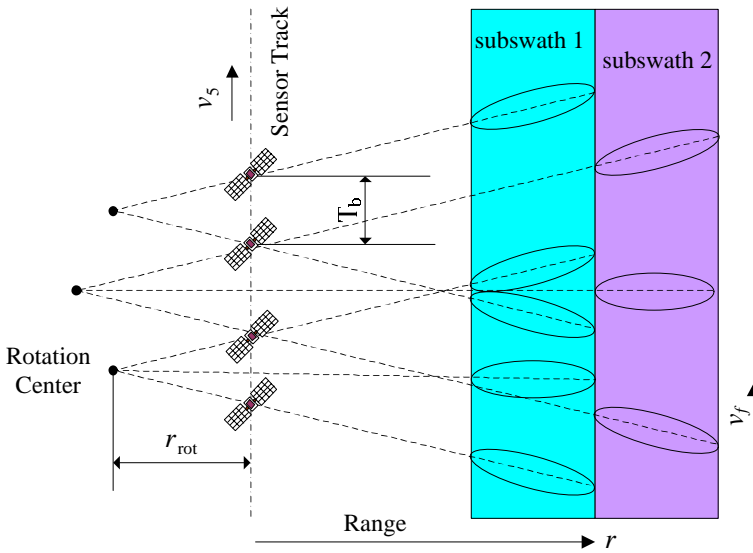 subswath 1
subswath 2
v5
Sensor Track
Tb
Rotation
Center
rrot
vf
Range
r